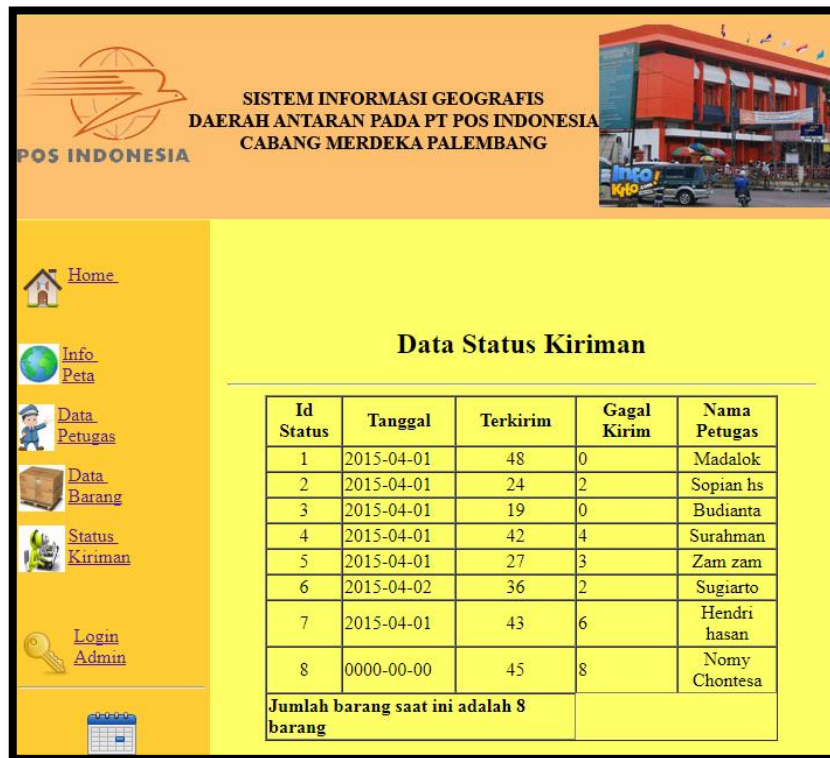 POS INDONESIA
SISTEM INFORMASI GEOGRAFIS
DAERAH ANTARAN PADA PT POS INDONESIA
CABANG MERDEKA PALEMBANG
Info
Kito !
Home
Info
Peta
Data
Petugas
Data
Barang
Status
Kiriman
Login
Admin
Data Status Kiriman
Id Status Tanggal Terkirim Gagal Kirim Nama Petugas
1 2015-04-01 48 0 Madalok
2 2015-04-01 24 2 Sopian hs
3 2015-04-01 19 0 Budianta
4 2015-04-01 42 4 Surahman
5 2015-04-01 27 3 Zam zam
6 2015-04-02 36 2 Sugiarto
7 2015-04-01 43 6 Hendri hasan
8 0000-00-00 45 8 Nomy Chontesa
Jumlah barang saat ini adalah 8
barang